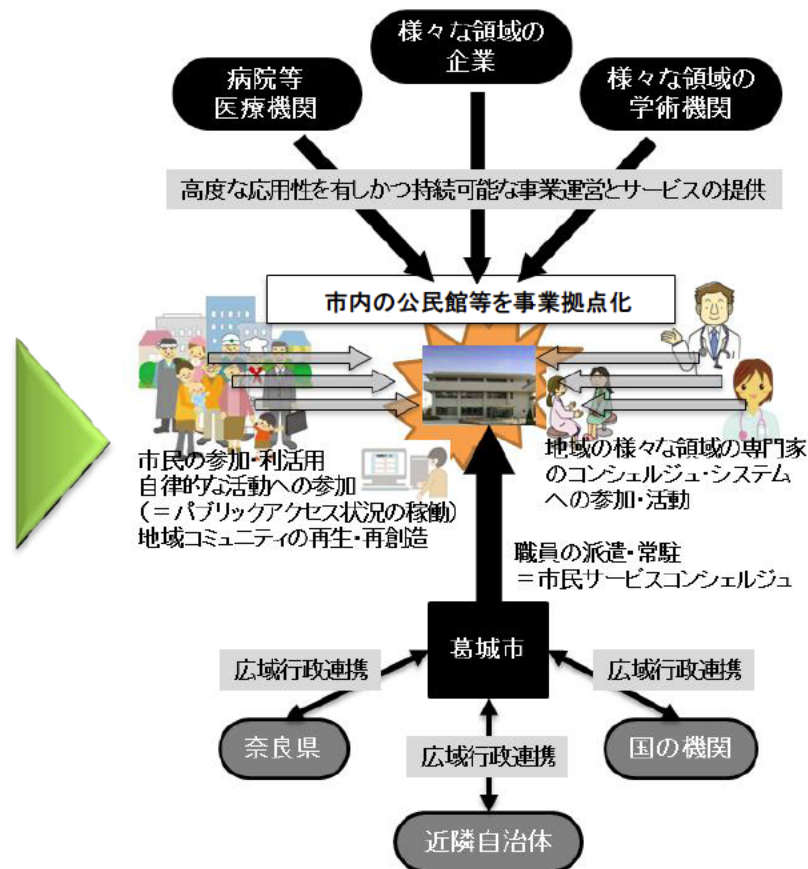 様々な領域の
企業
病院等
医療機関
様々な領域の
学術機関
高度な応用性を有しかつ持続可能な事業運営とサービスの提供
市内の公民館等を事業拠点化
市民の参加・利活用
自律的な活動への参加
（＝パブリックアクセス状況の稼働）
地域コミュニティの再生・再創造
地域の様々な領域の専門家
のコンシェルジュ・システム
への参加・活動
職員の派遣・常駐
＝市民サービスコンシェルジュ
葛城市
広域行政連携
広域行政連携
奈良県
広域行政連携
国の機関
近隣自治体